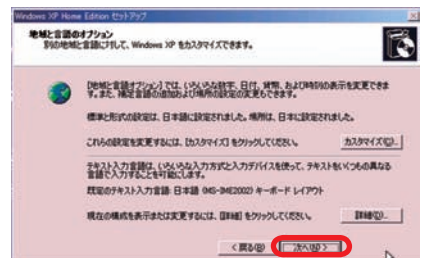 Windows XP Home Edition セットアップ
地域と言語のオプション
別の地域と言語に対して、Windows XP をカスタマイズできます。
[地域と言語オプション] では、いろいろな数字、日付、通貨、および時刻の表示を変更できま
す。また、補足言語の追加および場所の設定の変更もできます。
標準と形式の設定は、日本語に設定されました。場所は、日本に設定されました。
これらの設定を変更するには、[カスタマイズ] をクリックしてください。
カスタマイズ(C)...
テキスト入力言語は、いろいろな入力方式と入力デバイスを使って、テキストをいくつもの異なる
言語で入力することを可能にします。
既定のテキスト入力言語: 日本語 (MS-IME2002) キーボード レイアウト
現在の構成を表示または変更するには、[詳細] をクリックしてください。
詳細(D)...
< 戻る(B)
次へ(N) >